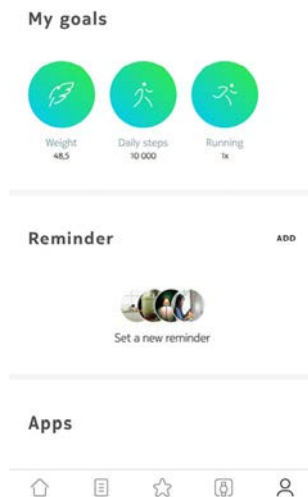 My goals
Weight
48,5
Daily steps
10 000
Running
1x
Reminder
ADD
Set a new reminder
Apps